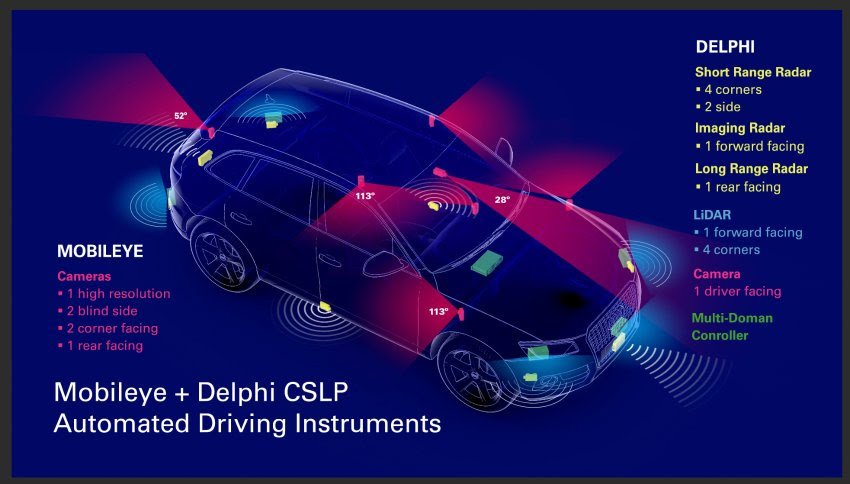 DELPHI
Short Range Radar
▪ 4 corners
▪ 2 side
Imaging Radar
▪ 1 forward facing
Long Range Radar
▪ 1 rear facing
LiDAR
▪ 1 forward facing
▪ 4 corners
Camera
1 driver facing
Multi-Doman
Conroller
52°
113°
28°
113°
MOBILEYE
Cameras
▪ 1 high resolution
▪ 2 blind side
▪ 2 corner facing
▪ 1 rear facing
Mobileye + Delphi CSLP
Automated Driving Instruments